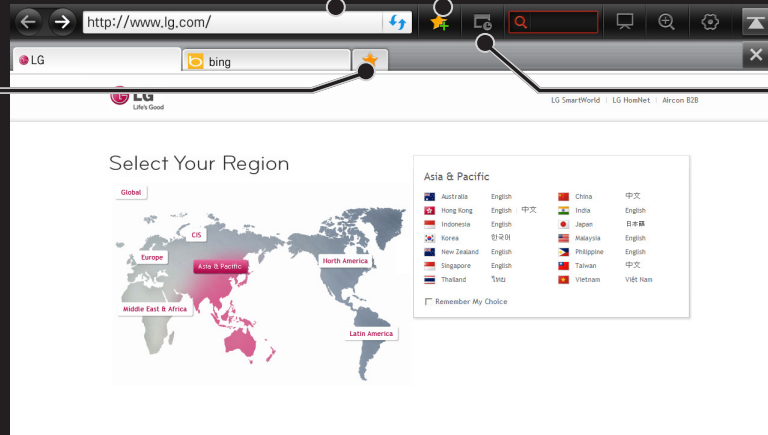 http://www.lg.com/
LG
bing
LG
Life's Good
LG SmartWorld | LG HomNet | Aircon B2B
Select Your Region
Global
CIS
Europe
Asia & Pacific
North America
Middle East & Africa
Latin America
Asia & Pacific
Australia English China 中文
Hong Kong English 中文 India English
Indonesia English Japan 日本語
Korea 한국어 Malaysia English
New Zealand English Philippine English
Singapore English Taiwan 中文
Thailand ไทย Vietnam Việt Nam
Remember My Choice